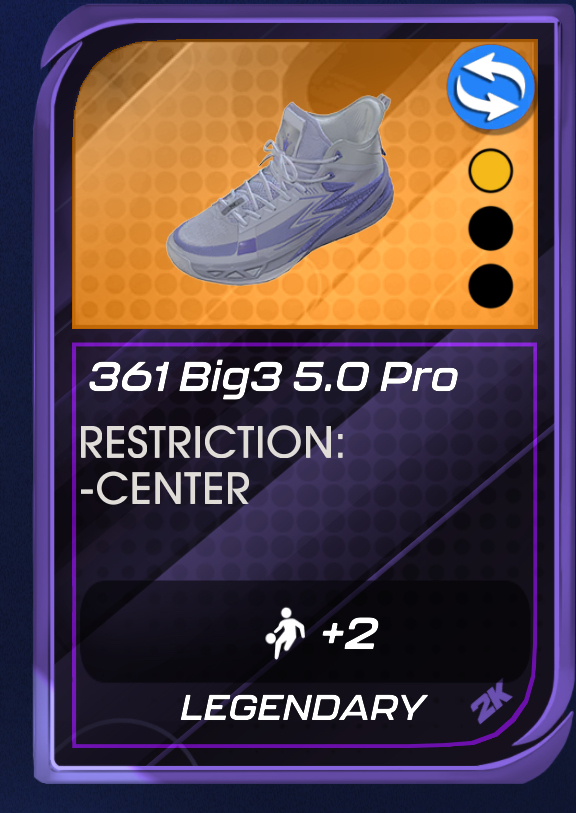 361 Big3 5.0 Pro
RESTRICTION:
-CENTER
+2
LEGENDARY
2K